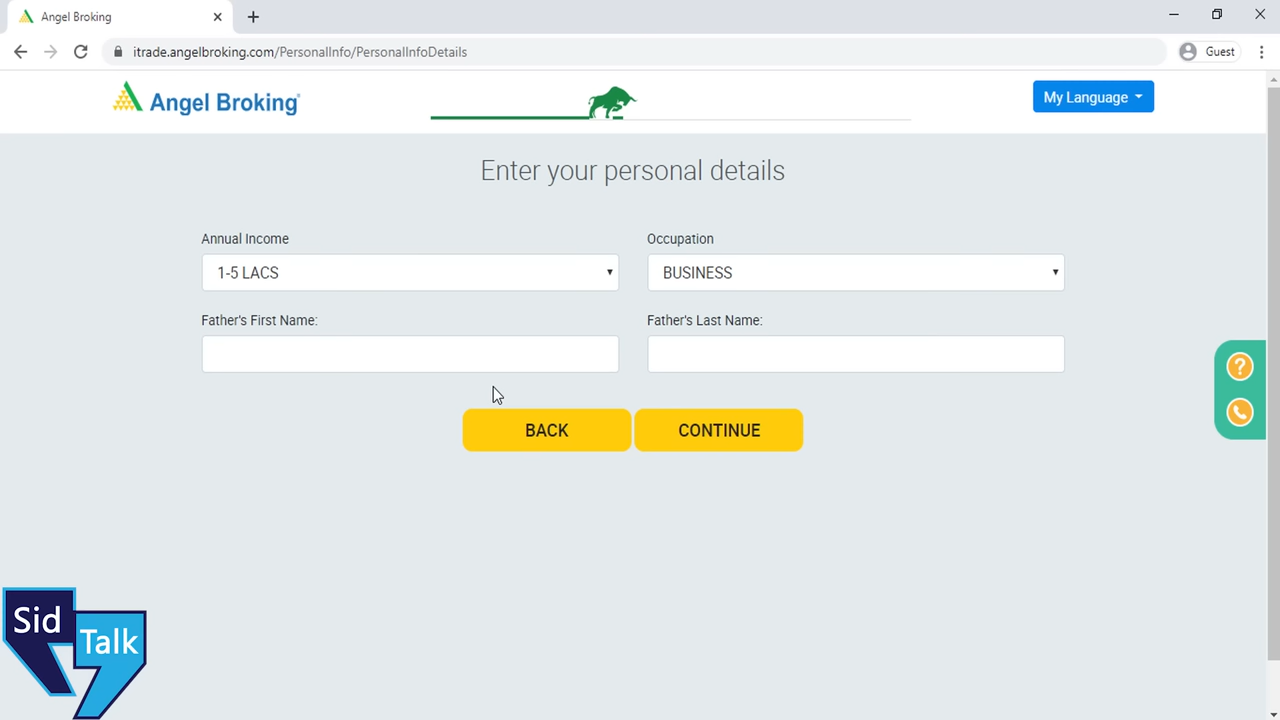 Angel Broking
itrade.angelbroking.com/PersonalInfo/PersonalInfoDetails
Guest
Angel Broking
My Language
Enter your personal details
Annual Income
Occupation
1-5 LACS
BUSINESS
Father's First Name:
Father's Last Name:
?
BACK
CONTINUE
Sid
Talk